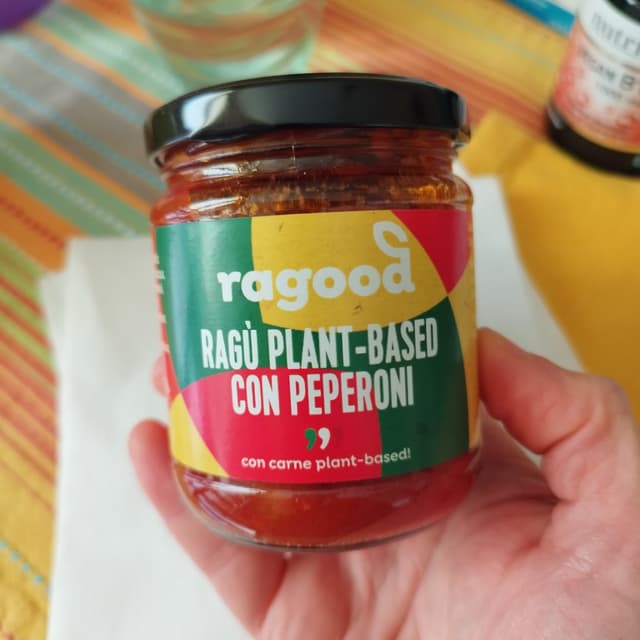 ragood
RAGÙ PLANT-BASED
CON PEPERONI
con carne plant-based!